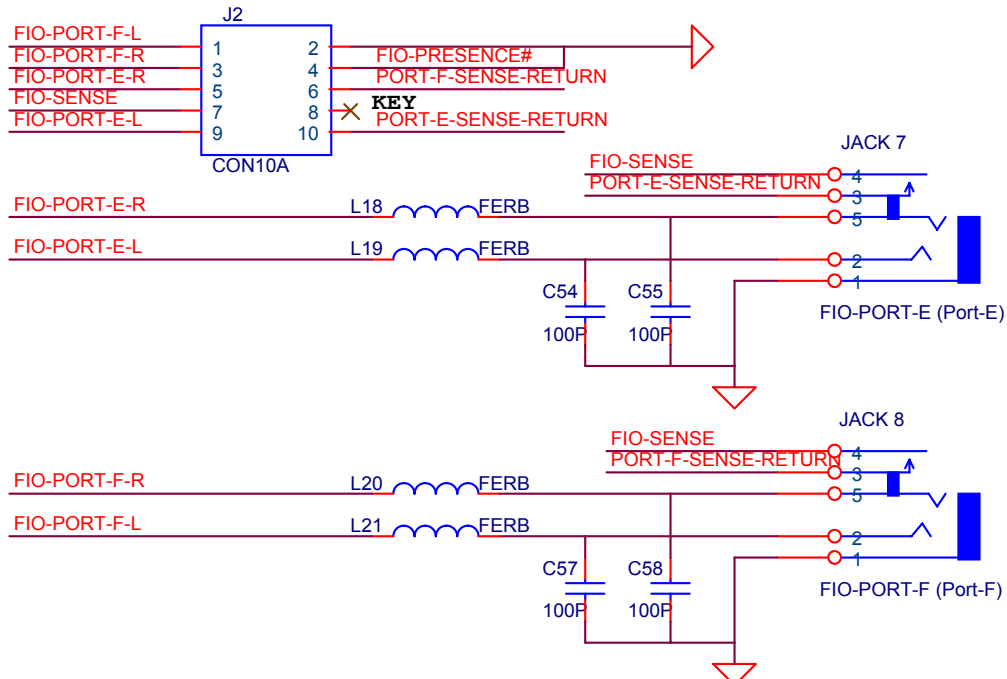 J2
FIO-PORT-F-L
1 2
FIO-PORT-F-R
3 4 FIO-PRESENCE#
FIO-PORT-E-R
5 6 PORT-F-SENSE-RETURN
FIO-SENSE
7 8 KEY
FIO-PORT-E-L
9 10 PORT-E-SENSE-RETURN
CON10A
JACK 7
FIO-SENSE
4
PORT-E-SENSE-RETURN
3
FIO-PORT-E-R
L18 FERB
5
FIO-PORT-E-L
L19 FERB
2
1
C54 C55
100P 100P
FIO-PORT-E (Port-E)
JACK 8
FIO-SENSE
4
PORT-F-SENSE-RETURN
3
FIO-PORT-F-R
L20 FERB
5
FIO-PORT-F-L
L21 FERB
2
1
C57 C58
100P 100P
FIO-PORT-F (Port-F)